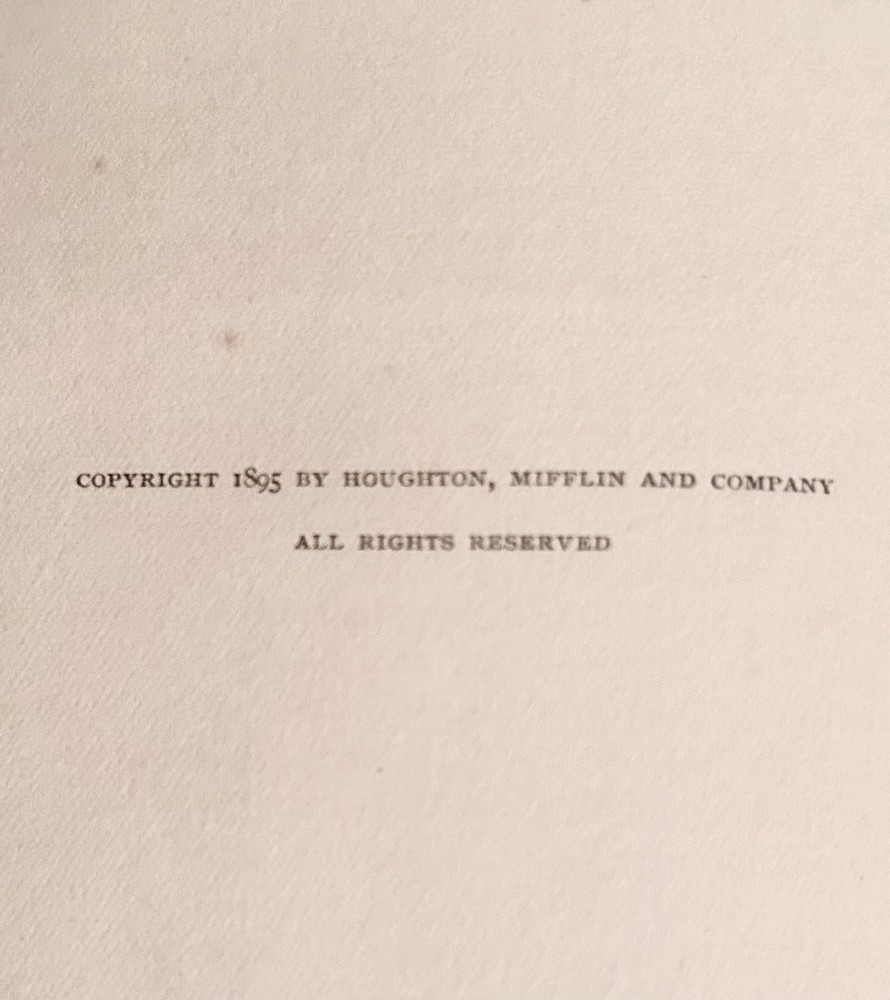 COPYRIGHT 1895 BY HOUGHTON, MIFFLIN AND COMPANY
ALL RIGHTS RESERVED